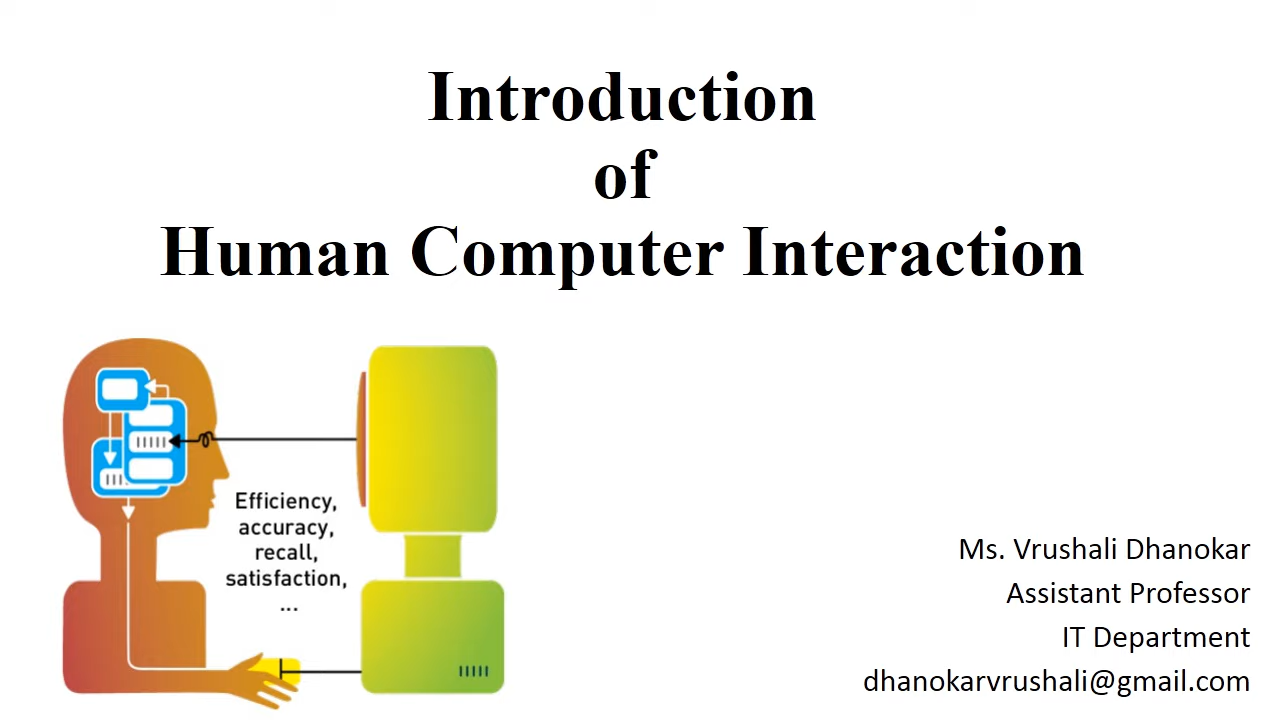 Introduction
of
Human Computer Interaction
Efficiency,
accuracy,
recall,
satisfaction,
...
Ms. Vrushali Dhanokar
Assistant Professor
IT Department
dhanokarvrushali@gmail.com